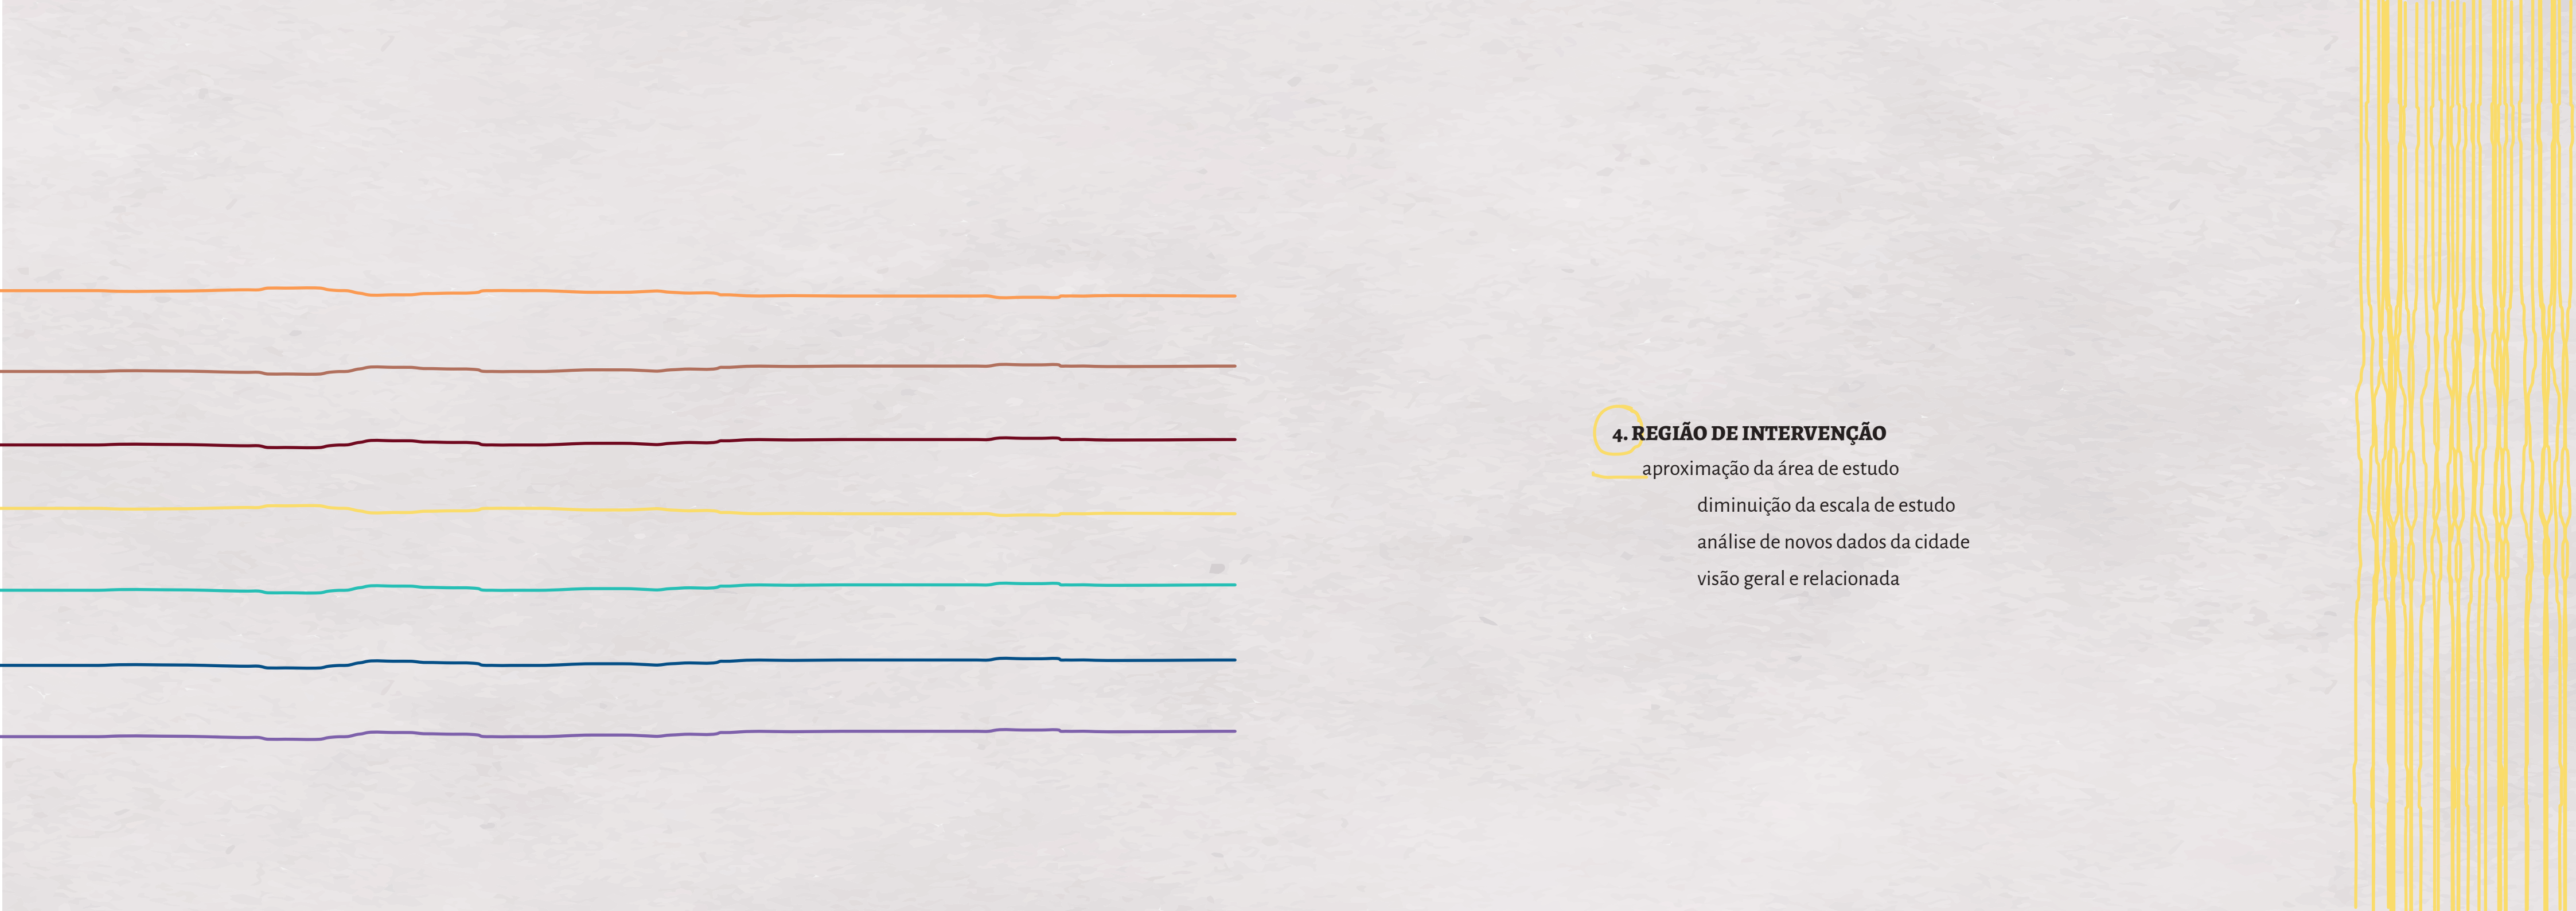 4. REGIÃO DE INTERVENÇÃO
aproximação da área de estudo
diminuição da escala de estudo
análise de novos dados da cidade
visão geral e relacionada